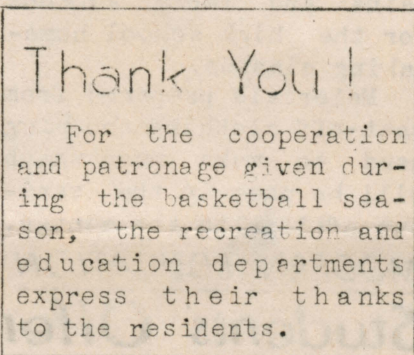 Thank You!
For the cooperation
and patronage given dur-
ing the basketball sea-
son, the recreation and
education departments
express their thanks
to the residents.